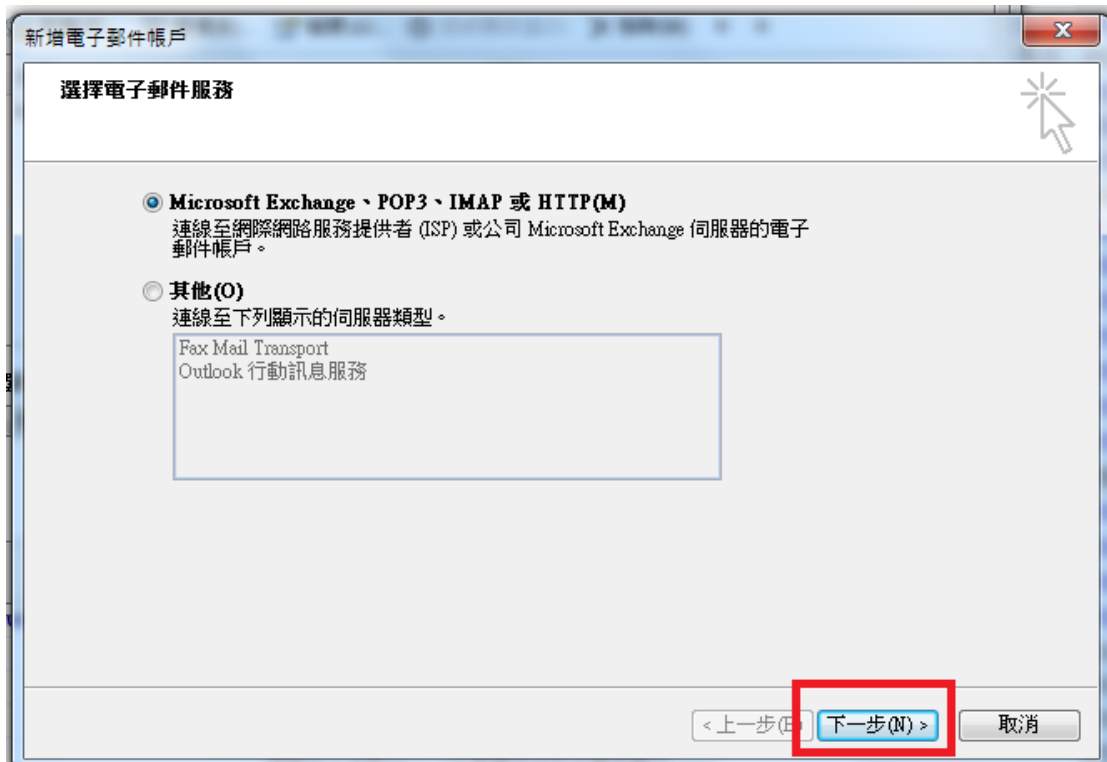 新增電子郵件帳戶
選擇電子郵件服務
Microsoft Exchange、POP3、IMAP 或 HTTP(M)
連線至網際網路服務提供者 (ISP) 或公司 Microsoft Exchange 伺服器的電子
郵件帳戶。
其他(O)
連線至下列顯示的伺服器類型。
Fax Mail Transport
Outlook 行動訊息服務
<上一步(B 下一步(N) > 取消